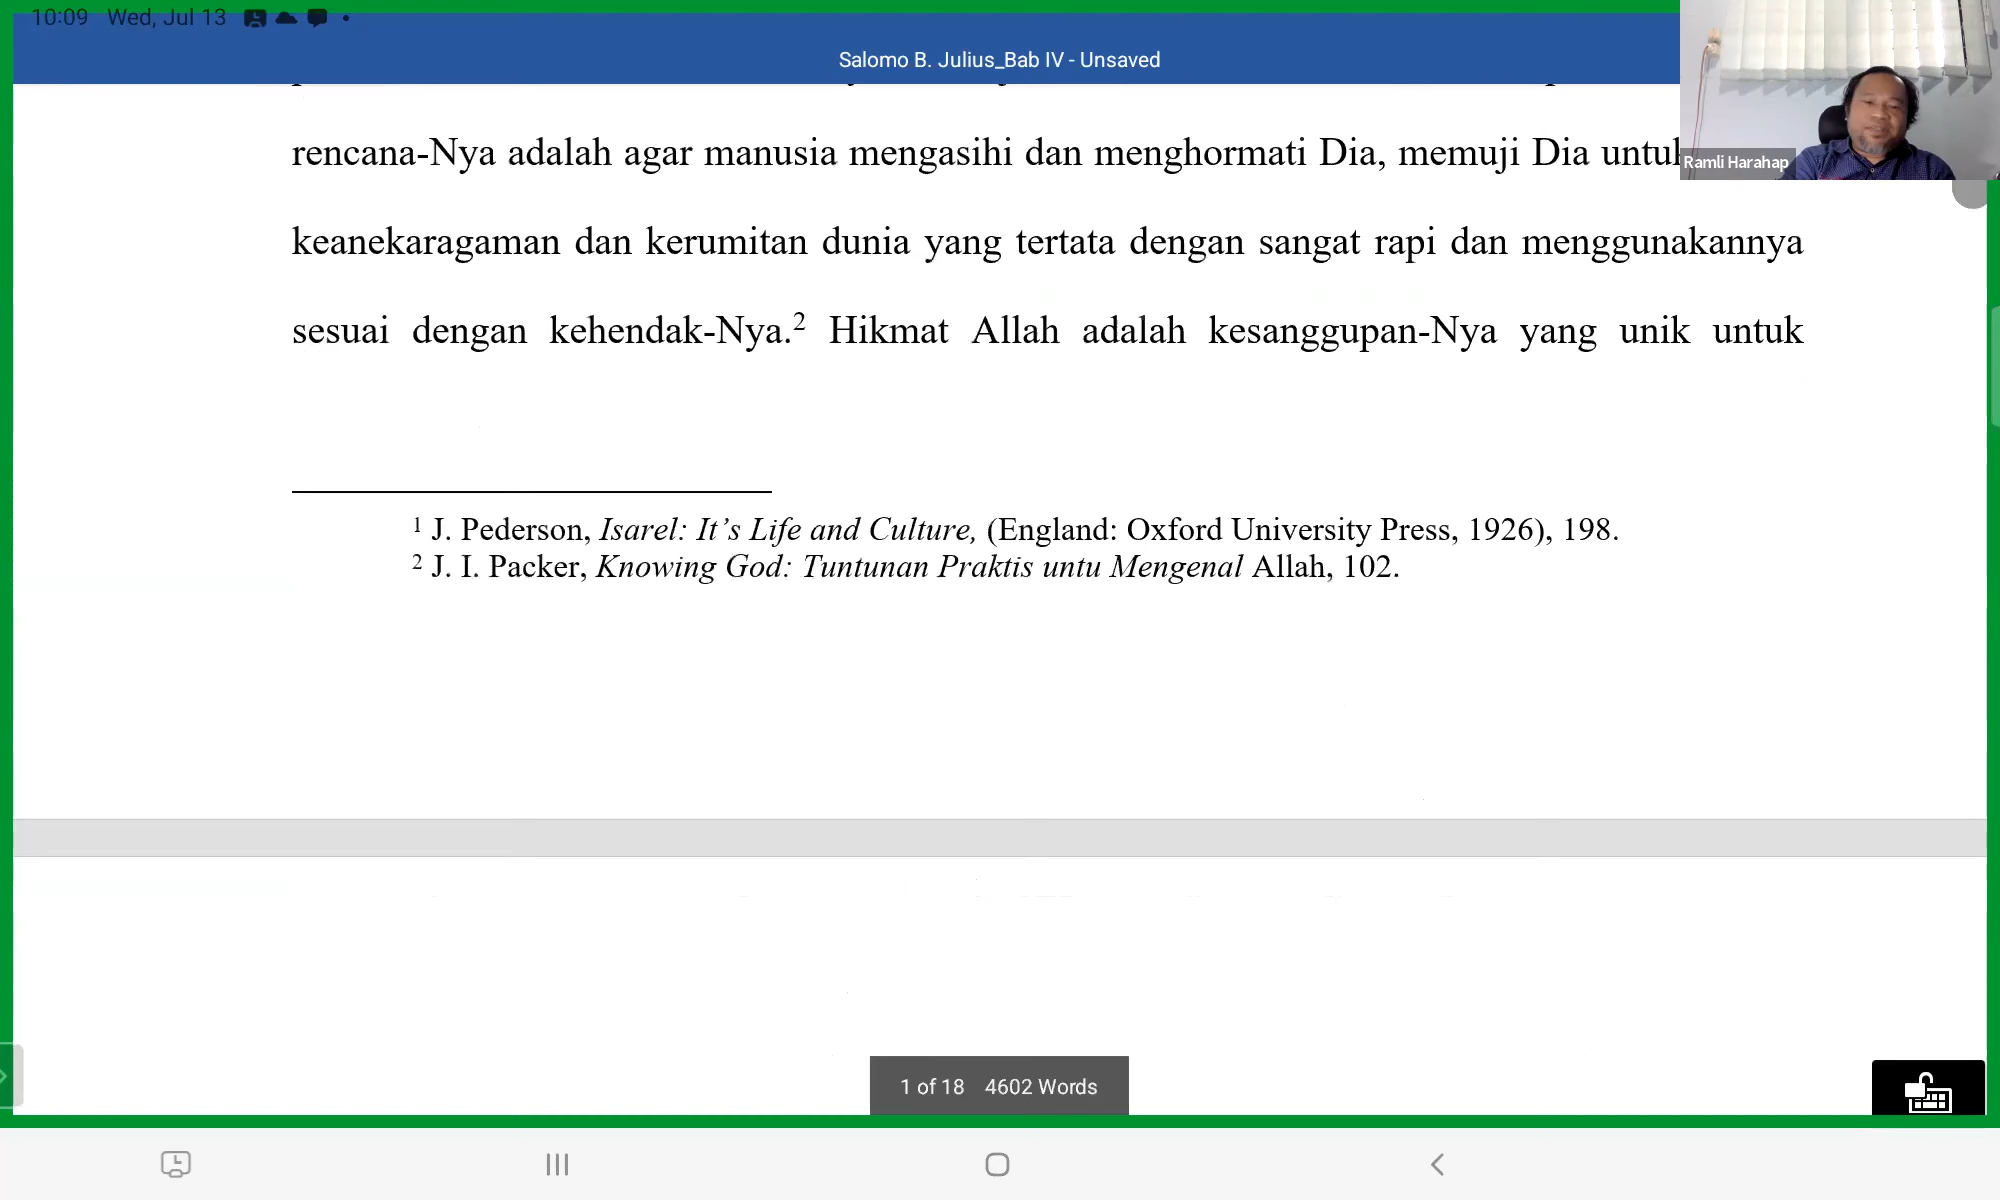 10:09 Wed, Jul 13
Salomo B. Julius_Bab IV - Unsaved
rencana-Nya adalah agar manusia mengasihi dan menghormati Dia, memuji Dia
Ramli Harahap
keanekaragaman dan kerumitan dunia yang tertata dengan sangat rapi dan menggunakannya
sesuai dengan kehendak-Nya.² Hikmat Allah adalah kesanggupan-Nya yang unik untuk
¹ J. Pederson, Isarel: It’s Life and Culture, (England: Oxford University Press, 1926), 198.
² J. I. Packer, Knowing God: Tuntunan Praktis untu Mengenal Allah, 102.
1 of 18 4602 Words